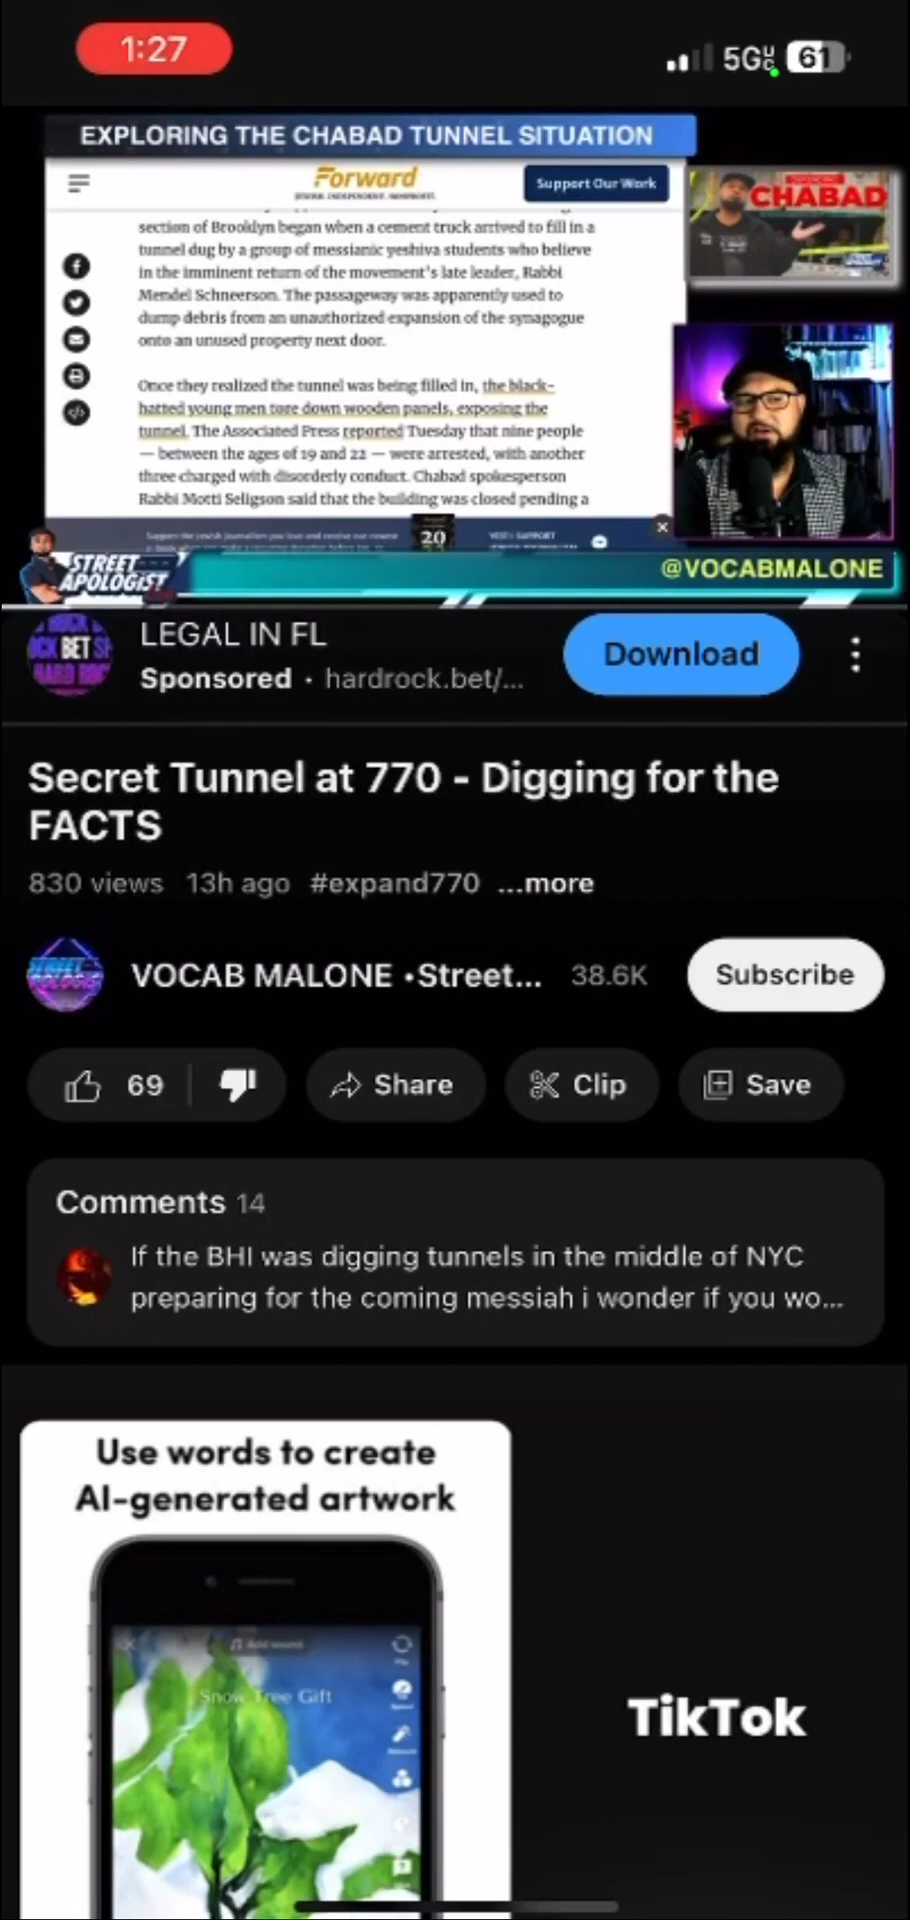 1:27
5G 61
EXPLORING THE CHABAD TUNNEL SITUATION
Forward
JEWISH. INDEPENDENT. NONPROFIT.
Support Our Work
CHABAD
section of Brooklyn began when a cement truck arrived to fill in a
tunnel dug by a group of messianic yeshiva students who believe
in the imminent return of the movement's late leader, Rabbi
Mendel Schneerson. The passageway was apparently used to
dump debris from an unauthorized expansion of the synagogue
onto an unused property next door.
Once they realized the tunnel was being filled in, the black-
hatted young men tore down wooden panels, exposing the
tunnel. The Associated Press reported Tuesday that nine people
— between the ages of 19 and 22 — were arrested, with another
three charged with disorderly conduct. Chabad spokesperson
Rabbi Motti Seligson said that the building was closed pending a
20
STREET
APOLOGIST
@VOCABMALONE
BET
LEGAL IN FL
Sponsored • hardrock.bet/...
Download
Secret Tunnel at 770 - Digging for the
FACTS
830 views 13h ago #expand770 ...more
VOCAB MALONE •Street... 38.6K
Subscribe
69
Share
Clip
Save
Comments 14
If the BHI was digging tunnels in the middle of NYC
preparing for the coming messiah i wonder if you wo...
Use words to create
AI-generated artwork
Add sound
Snow Tree Gift
TikTok